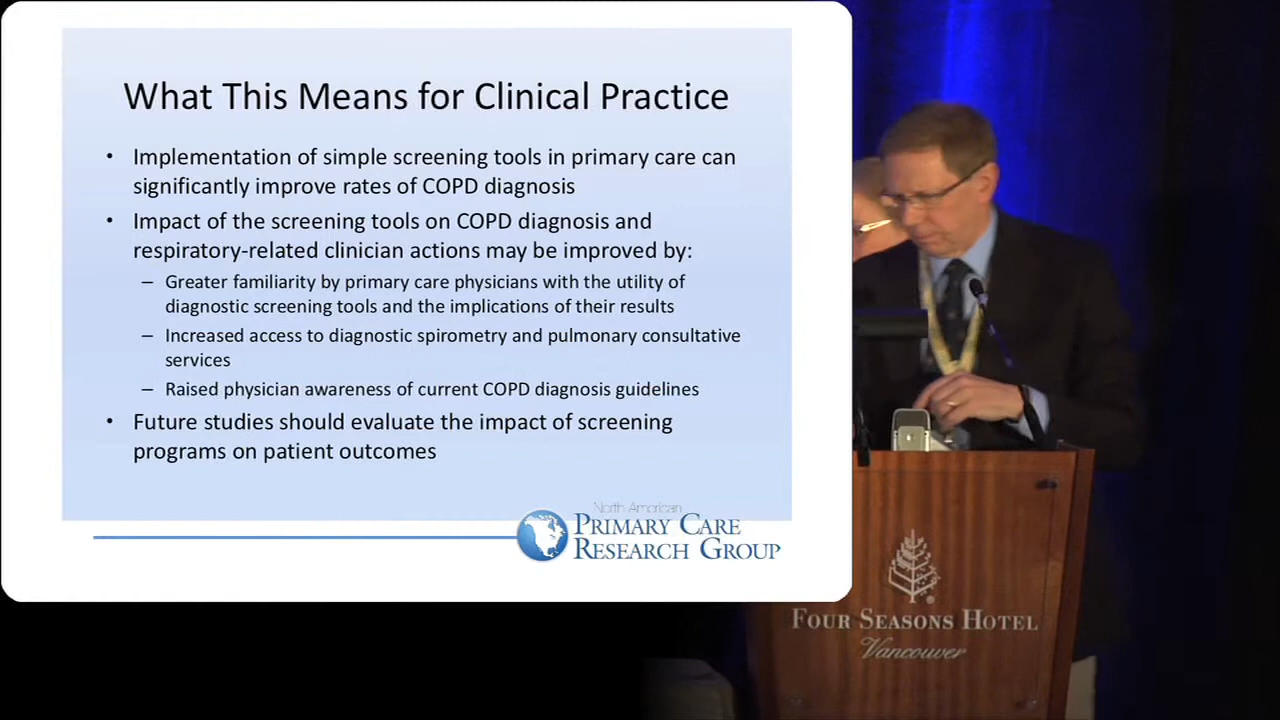 What This Means for Clinical Practice
• Implementation of simple screening tools in primary care can
significantly improve rates of COPD diagnosis
• Impact of the screening tools on COPD diagnosis and
respiratory-related clinician actions may be improved by:
– Greater familiarity by primary care physicians with the utility of
diagnostic screening tools and the implications of their results
– Increased access to diagnostic spirometry and pulmonary consultative
services
– Raised physician awareness of current COPD diagnosis guidelines
• Future studies should evaluate the impact of screening
programs on patient outcomes
North American
PRIMARY CARE
RESEARCH GROUP
FOUR SEASONS HOTEL
Vancouver